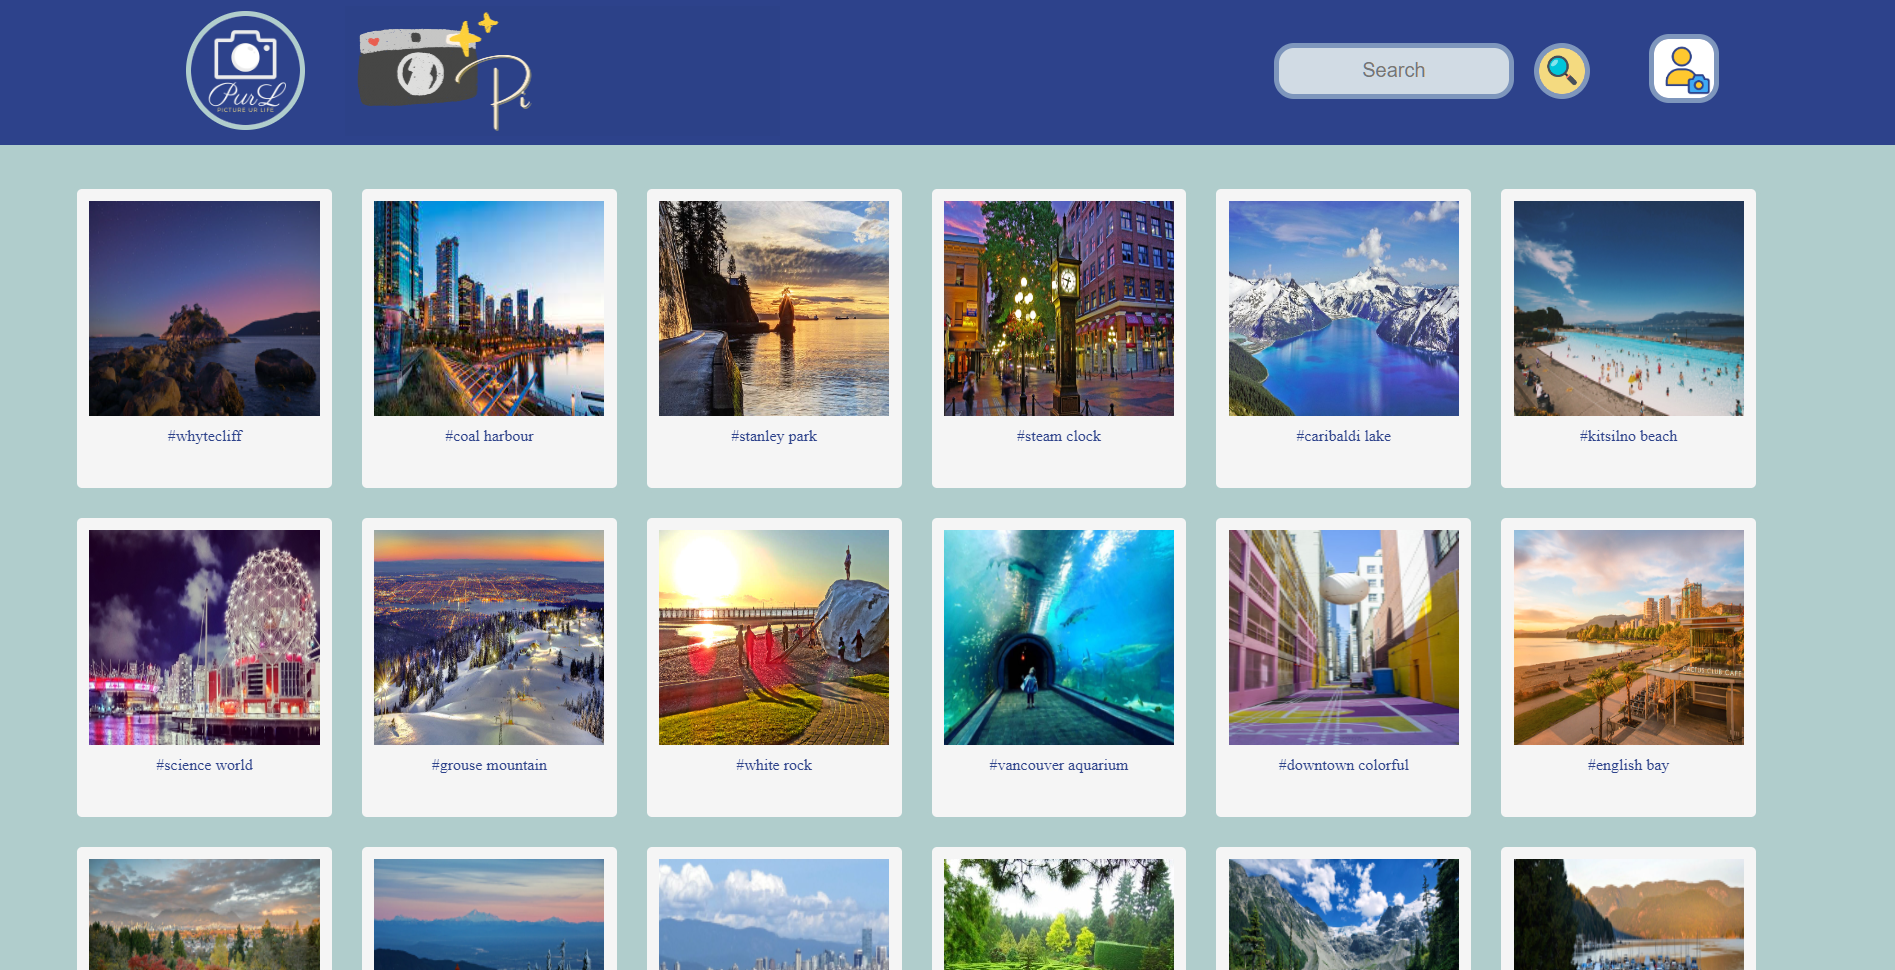 PurL
PICTURE UR LIFE
Pi
Search
#whytecliff
#coal harbour
#stanley park
#steam clock
#caribaldi lake
#kitsilno beach
#science world
#grouse mountain
#white rock
#vancouver aquarium
#downtown colorful
CACTUS CLUB CAFE
#english bay